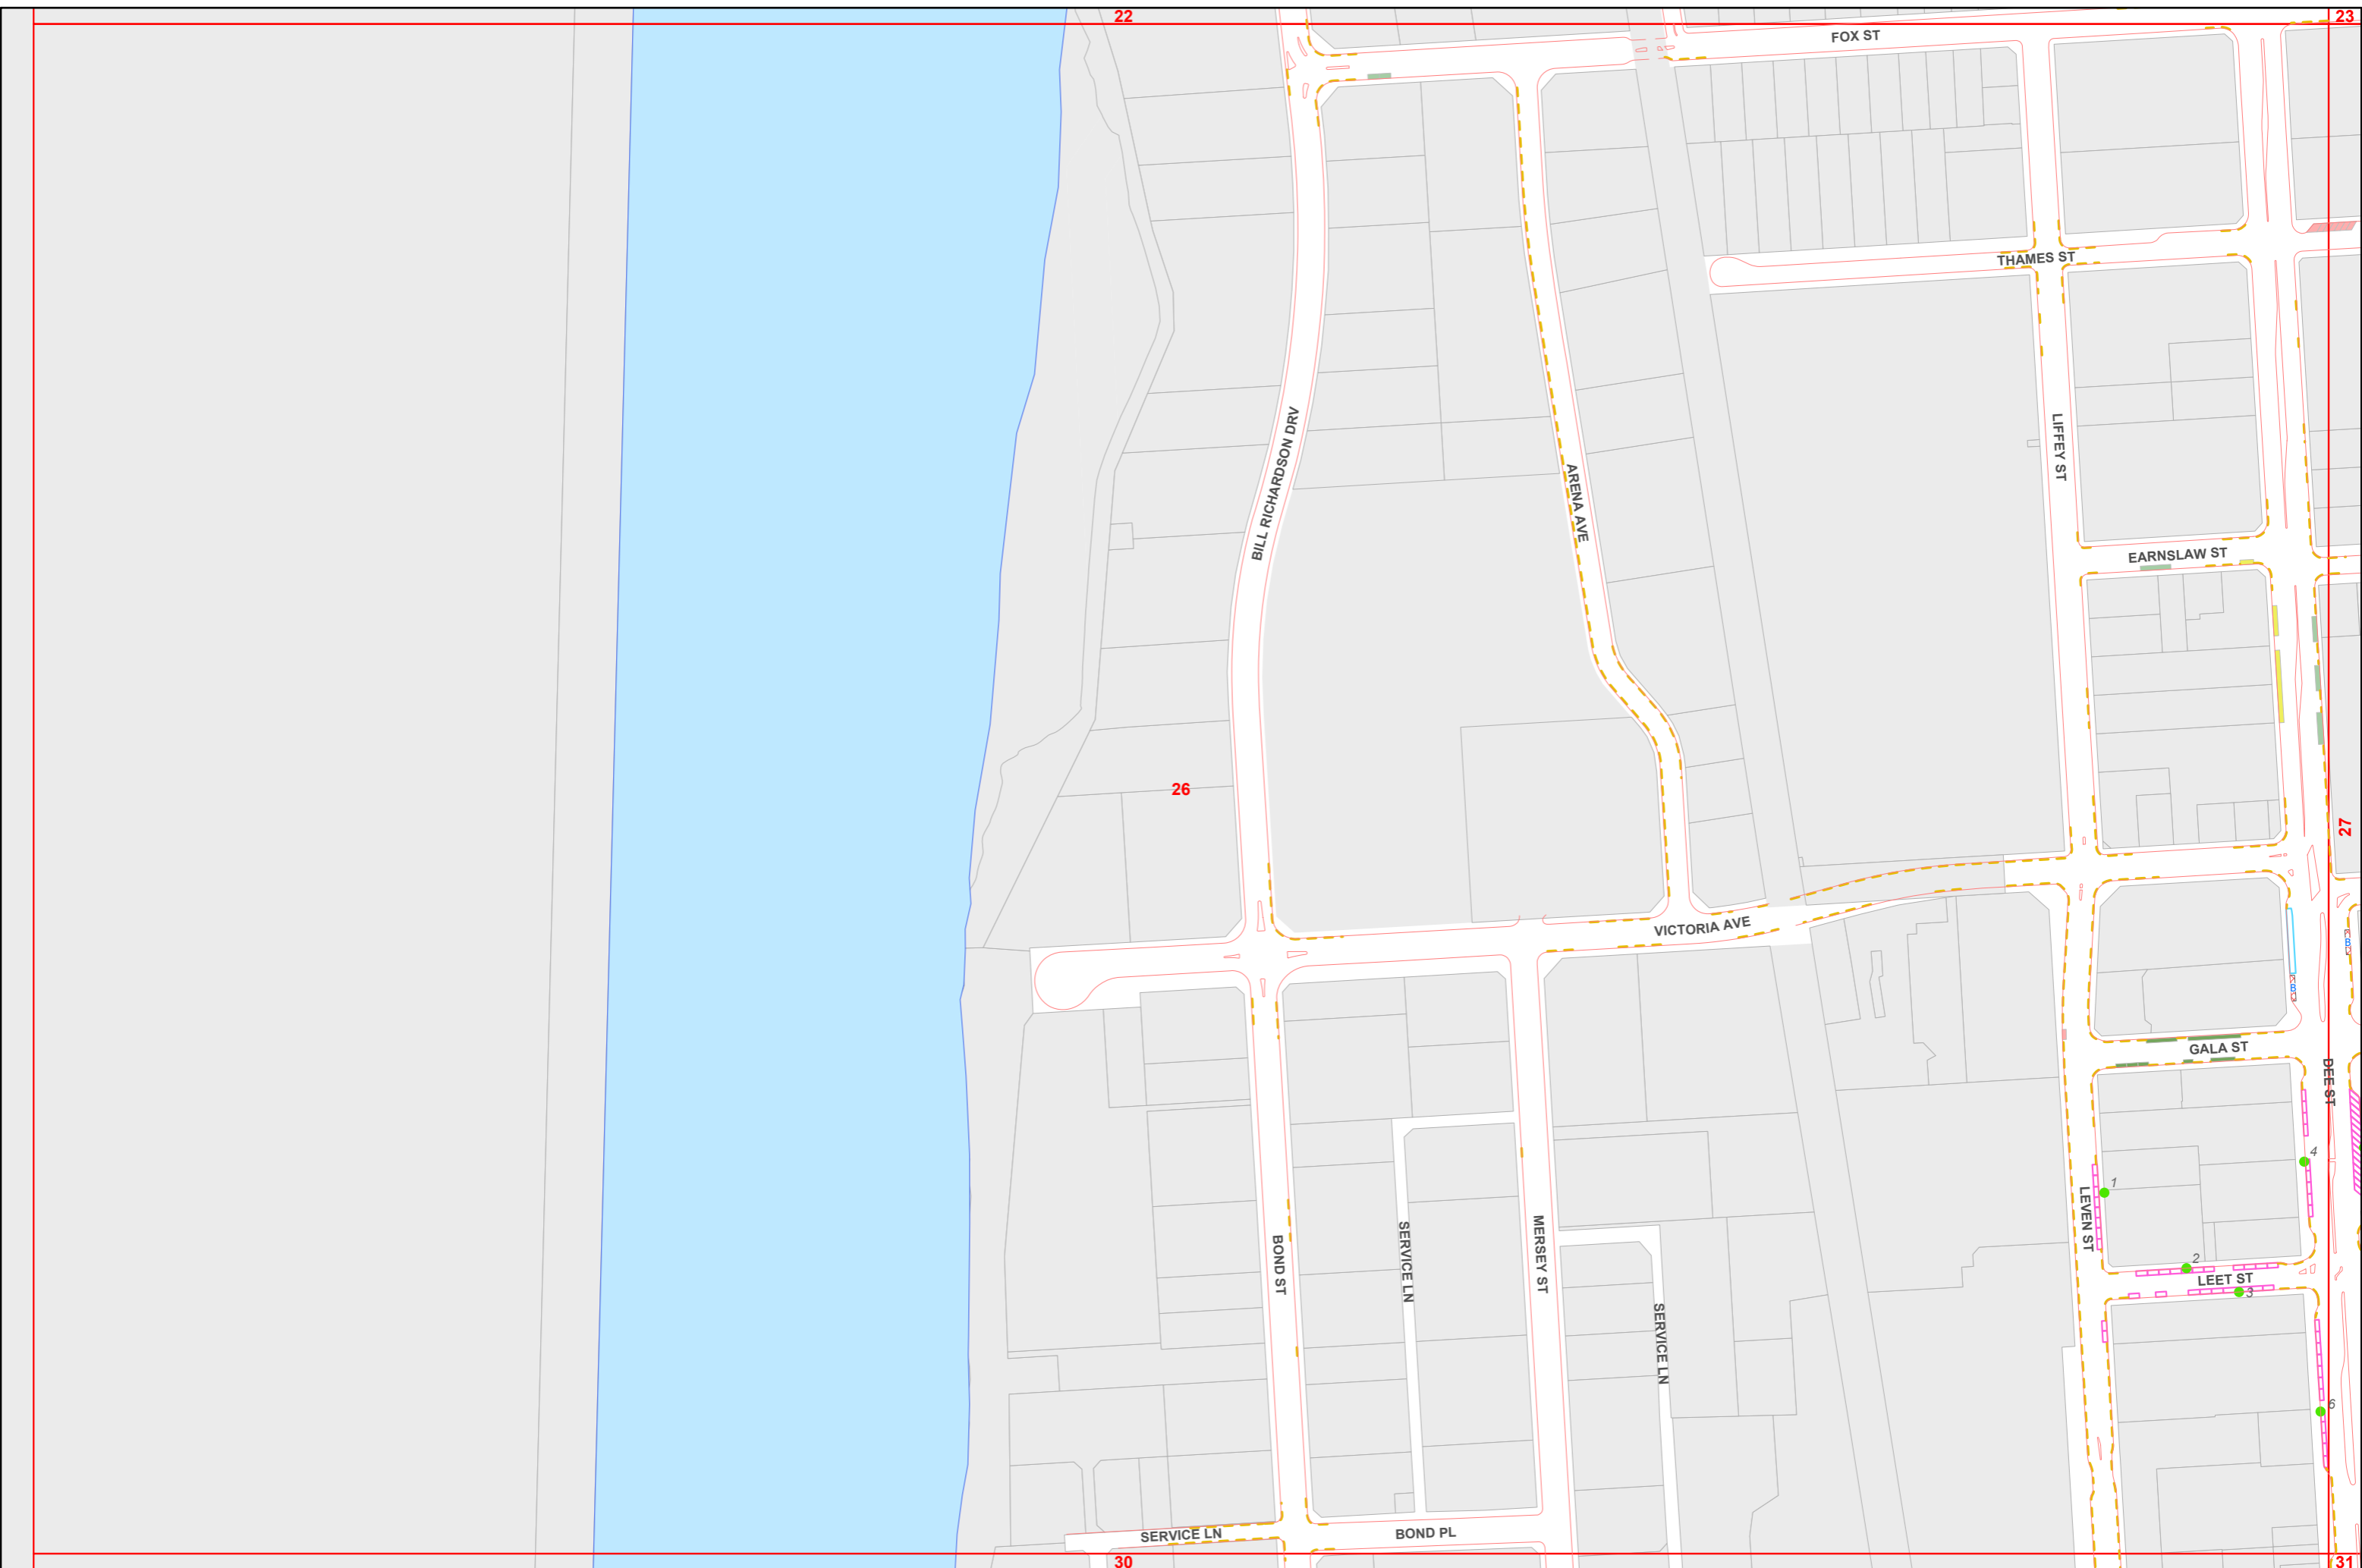 22
23
FOX ST
THAMES ST
BILL RICHARDSON DRV
ARENA AVE
LIFFEY ST
EARNSLAW ST
26
27
VICTORIA AVE
B
B
GALA ST
DEE ST
4
1
LEVEN ST
BOND ST
SERVICE LN
MERSEY ST
2
LEET ST
3
SERVICE LN
6
SERVICE LN
BOND PL
30
31